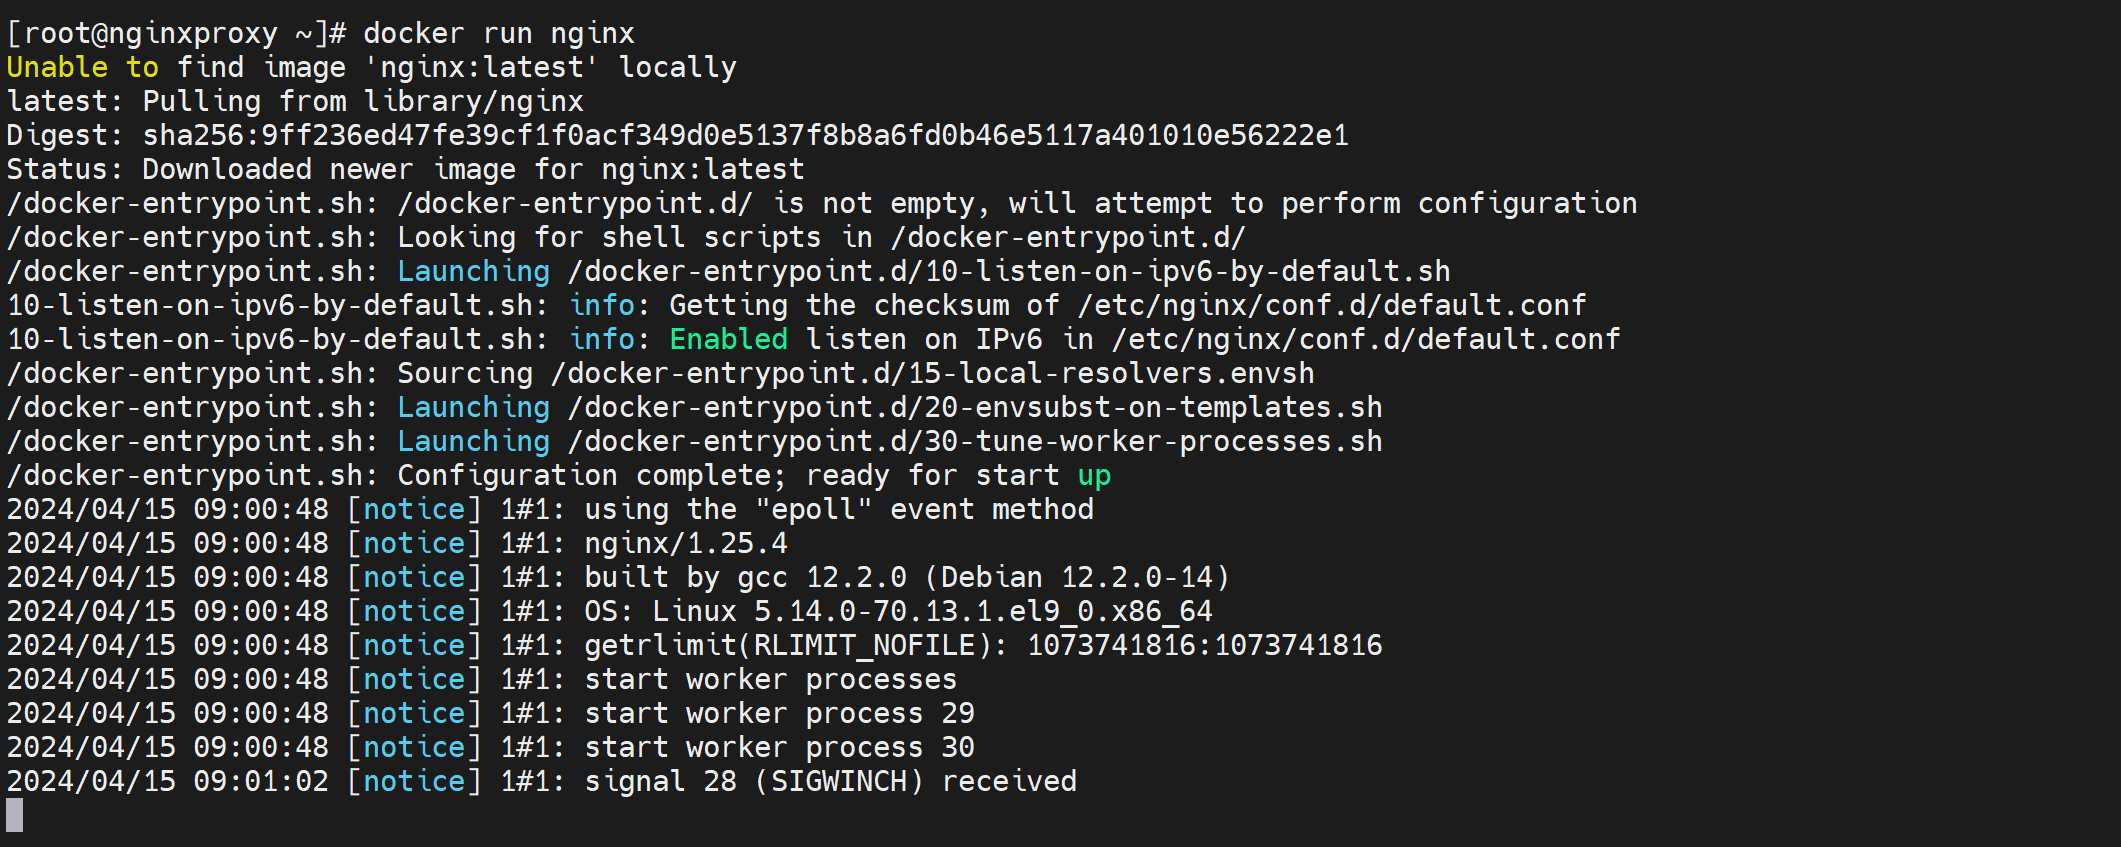 [root@nginxproxy ~]# docker run nginx
Unable to find image 'nginx:latest' locally
latest: Pulling from library/nginx
Digest: sha256:9ff236ed47fe39cf1f0acf349d0e5137f8b8a6fd0b46e5117a401010e56222e1
Status: Downloaded newer image for nginx:latest
/docker-entrypoint.sh: /docker-entrypoint.d/ is not empty, will attempt to perform configuration
/docker-entrypoint.sh: Looking for shell scripts in /docker-entrypoint.d/
/docker-entrypoint.sh: Launching /docker-entrypoint.d/10-listen-on-ipv6-by-default.sh
10-listen-on-ipv6-by-default.sh: info: Getting the checksum of /etc/nginx/conf.d/default.conf
10-listen-on-ipv6-by-default.sh: info: Enabled listen on IPv6 in /etc/nginx/conf.d/default.conf
/docker-entrypoint.sh: Sourcing /docker-entrypoint.d/15-local-resolvers.envsh
/docker-entrypoint.sh: Launching /docker-entrypoint.d/20-envsubst-on-templates.sh
/docker-entrypoint.sh: Launching /docker-entrypoint.d/30-tune-worker-processes.sh
/docker-entrypoint.sh: Configuration complete; ready for start up
2024/04/15 09:00:48 [notice] 1#1: using the "epoll" event method
2024/04/15 09:00:48 [notice] 1#1: nginx/1.25.4
2024/04/15 09:00:48 [notice] 1#1: built by gcc 12.2.0 (Debian 12.2.0-14)
2024/04/15 09:00:48 [notice] 1#1: OS: Linux 5.14.0-70.13.1.el9_0.x86_64
2024/04/15 09:00:48 [notice] 1#1: getrlimit(RLIMIT_NOFILE): 1073741816:1073741816
2024/04/15 09:00:48 [notice] 1#1: start worker processes
2024/04/15 09:00:48 [notice] 1#1: start worker process 29
2024/04/15 09:00:48 [notice] 1#1: start worker process 30
2024/04/15 09:01:02 [notice] 1#1: signal 28 (SIGWINCH) received